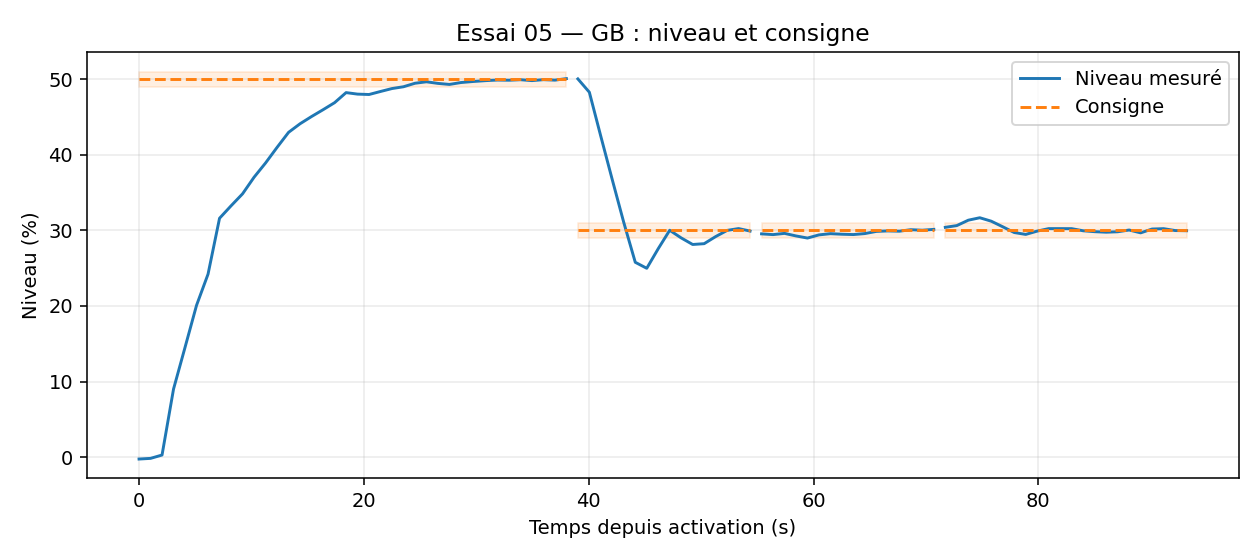 Essai 05 — GB : niveau et consigne
Niveau mesuré
Consigne
Niveau (%)
50
40
30
20
10
0
0
20
40
60
80
Temps depuis activation (s)